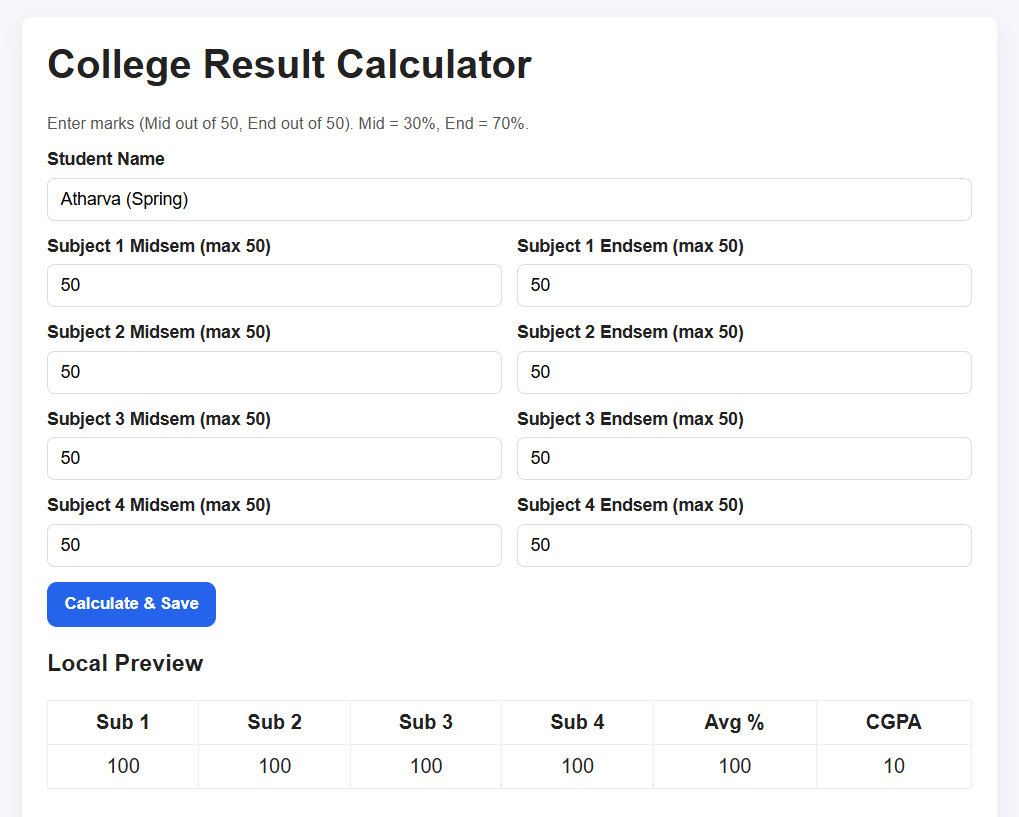 College Result Calculator
Enter marks (Mid out of 50, End out of 50). Mid = 30%, End = 70%.
Student Name
Atharva (Spring)
Subject 1 Midsem (max 50) Subject 1 Endsem (max 50)
50 50
Subject 2 Midsem (max 50) Subject 2 Endsem (max 50)
50 50
Subject 3 Midsem (max 50) Subject 3 Endsem (max 50)
50 50
Subject 4 Midsem (max 50) Subject 4 Endsem (max 50)
50 50
Calculate & Save
Local Preview
Sub 1 Sub 2 Sub 3 Sub 4 Avg % CGPA
100 100 100 100 100 10